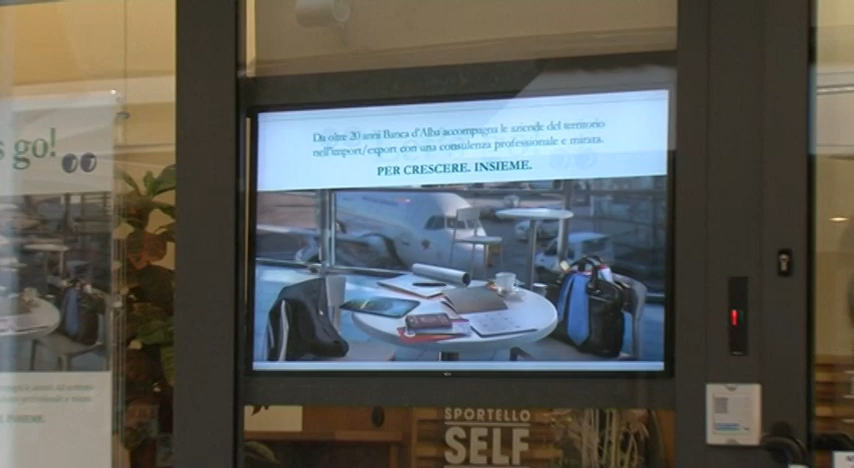 s go!
Da oltre 20 anni Banca d'Alba accompagna le aziende del territorio
nell'import/export con una consulenza professionale e mirata.
PER CRESCERE. INSIEME.
INSIEME.
SPORTELLO
SELF